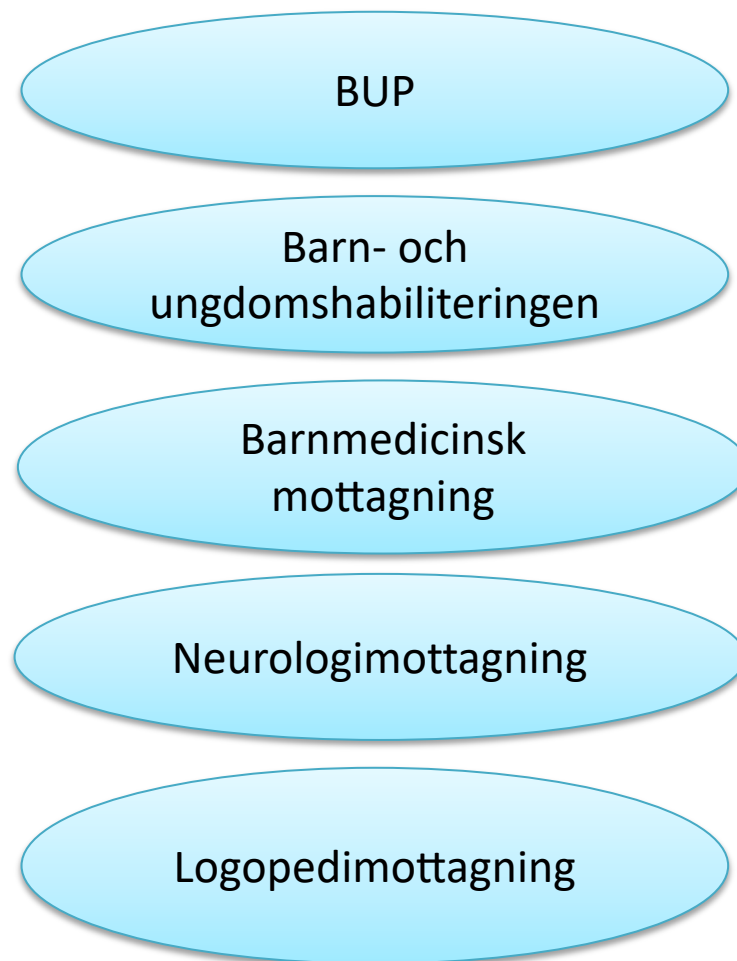 BUP
Barn- och
ungdomshabiliteringen
Barnmedicinsk
mottagning
Neurologimottagning
Logopedimottagning